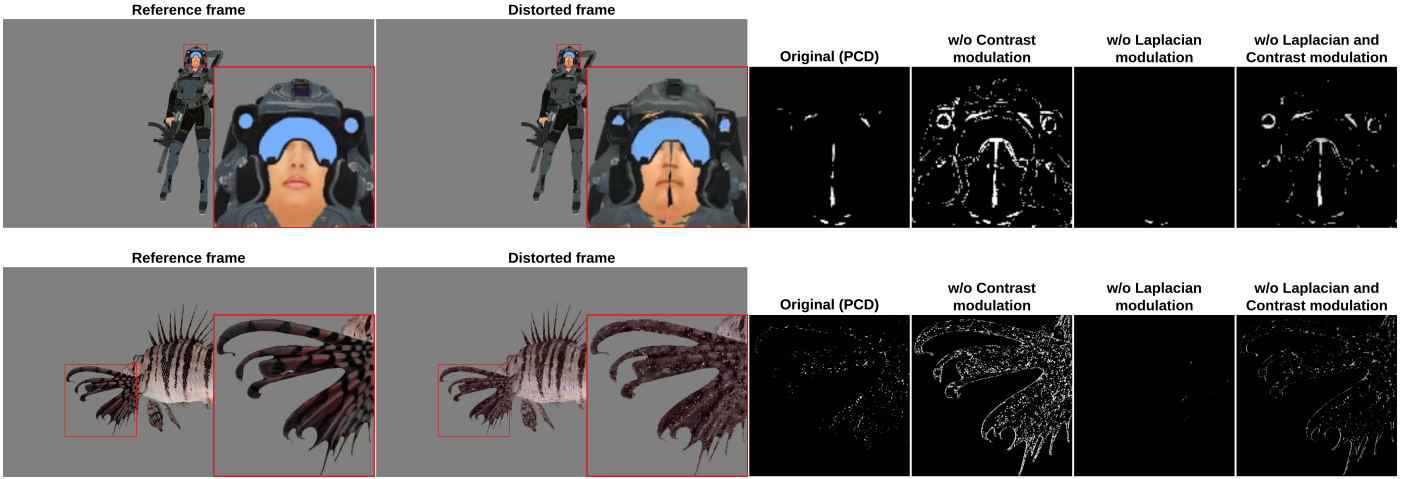 Reference frame
Distorted frame
Original (PCD)
w/o Contrast
modulation
w/o Laplacian
modulation
w/o Laplacian and
Contrast modulation
Reference frame
Distorted frame
Original (PCD)
w/o Contrast
modulation
w/o Laplacian
modulation
w/o Laplacian and
Contrast modulation